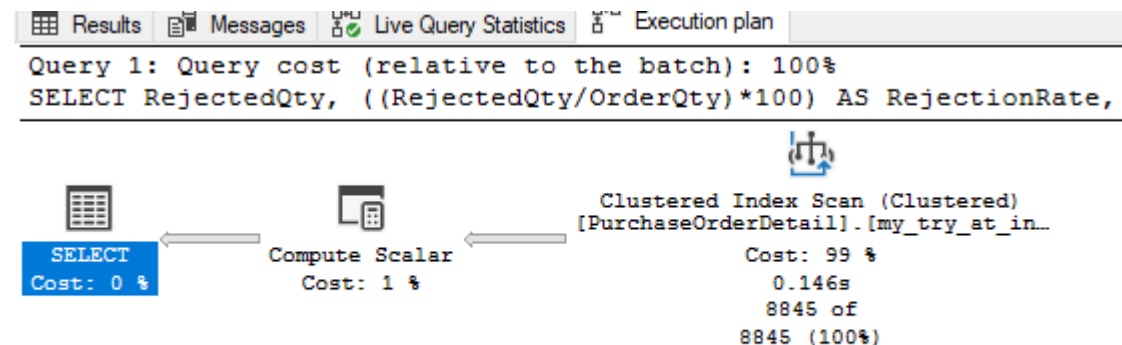 Results Messages Live Query Statistics Execution plan
Query 1: Query cost (relative to the batch): 100%
SELECT RejectedQty, ((RejectedQty/OrderQty)*100) AS RejectionRate,
Clustered Index Scan (Clustered)
[PurchaseOrderDetail].[my_try_at_in…
SELECT Compute Scalar Cost: 99 %
Cost: 0 % Cost: 1 % 0.146s
8845 of
8845 (100%)